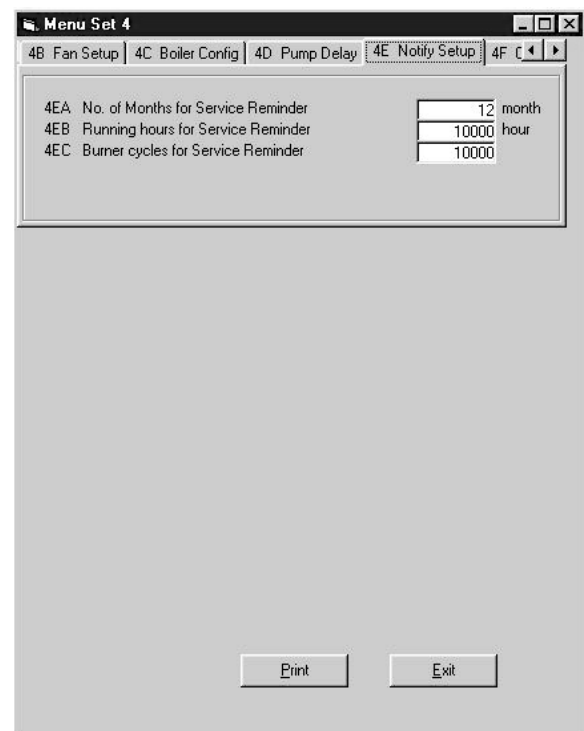 Menu Set 4
4B Fan Setup 4C Boiler Config 4D Pump Delay 4E Notify Setup 4F
4EA No. of Months for Service Reminder 12 month
4EB Running hours for Service Reminder 10000 hour
4EC Burner cycles for Service Reminder 10000
Print Exit